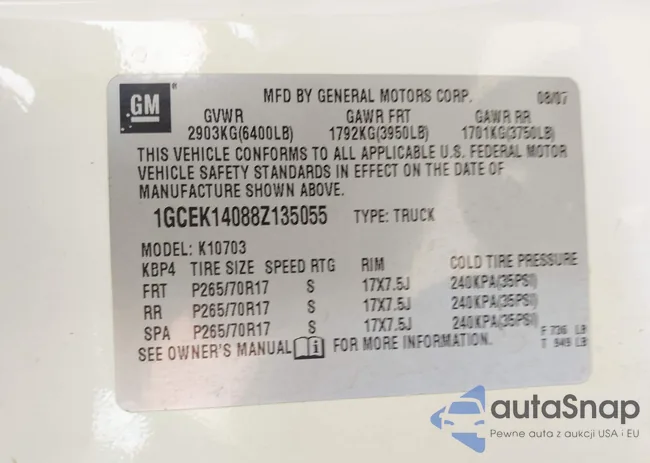 GM ®
MFD BY GENERAL MOTORS CORP. 08/07
GVWR GAWR FRT GAWR RR
2903KG(6400LB) 1792KG(3950LB) 1701KG(3750LB)
THIS VEHICLE CONFORMS TO ALL APPLICABLE U.S. FEDERAL MOTOR
VEHICLE SAFETY STANDARDS IN EFFECT ON THE DATE OF
MANUFACTURE SHOWN ABOVE.
1GCEK14088Z135055 TYPE: TRUCK
MODEL: K10703
KBP4 TIRE SIZE SPEED RTG RIM COLD TIRE PRESSURE
FRT P265/70R17 S 17X7.5J 240KPA(35PSI)
RR P265/70R17 S 17X7.5J 240KPA(35PSI)
SPA P265/70R17 S 17X7.5J 240KPA(35PSI)
F 736 LB
SEE OWNER'S MANUAL i FOR MORE INFORMATION. T 949 LB
autaSnap
Pewne auta z aukcji USA i EU